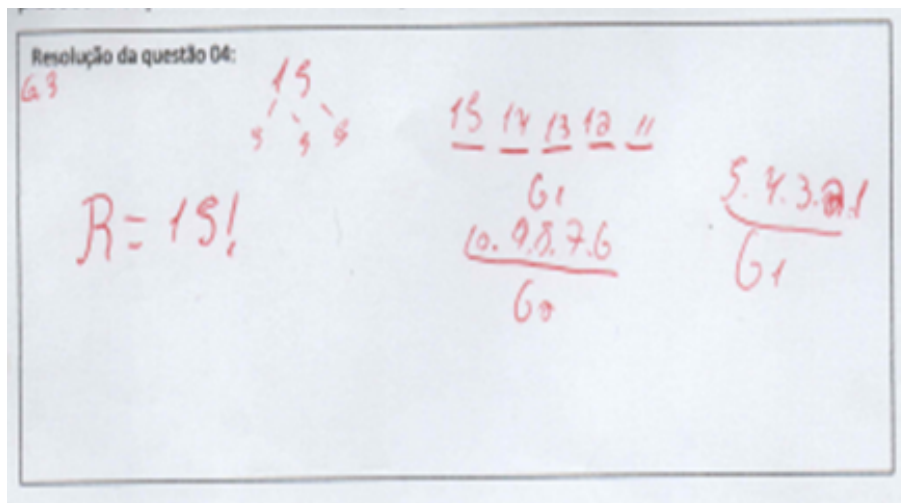 Resolução da questão 04:
G3
15
5 5 5
R = 15!
15 14 13 12 11
G1
10.9.8.7.6
G2
5.4.3.2.1
G1